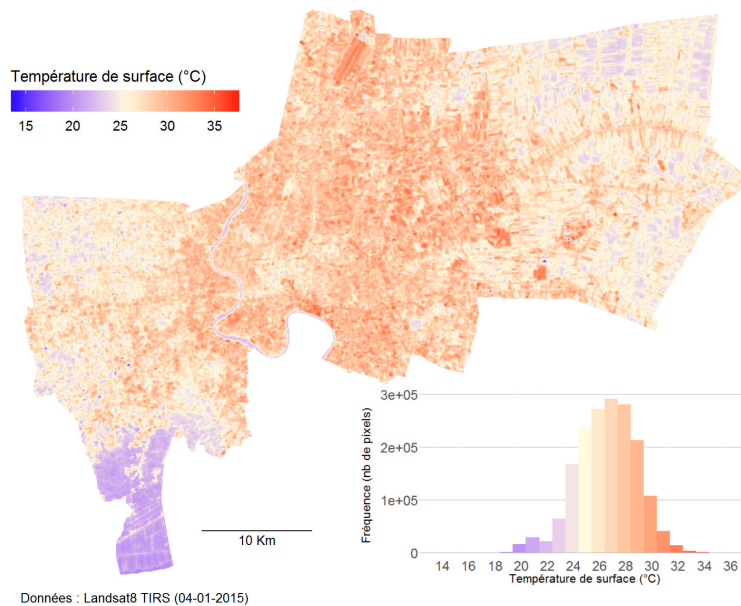 Température de surface (°C)
15 20 25 30 35
3e+05
2e+05
1e+05
0
Fréquence (nb de pixels)
14 16 18 20 22 24 26 28 30 32 34 36
Température de surface (°C)
10 Km
Données : Landsat8 TIRS (04-01-2015)